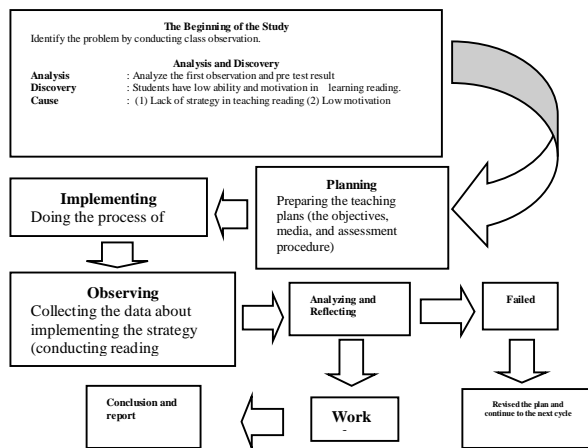 The Beginning of the Study
Identify the problem by conducting class observation.
Analysis and Discovery
Analysis : Analyze the first observation and pre test result
Discovery : Students have low ability and motivation in learning reading.
Cause : (1) Lack of strategy in teaching reading (2) Low motivation
Planning
Preparing the teaching
plans (the objectives,
media, and assessment
procedure)
Implementing
Doing the process of
Observing
Collecting the data about
implementing the strategy
(conducting reading
Analyzing and
Reflecting
Failed
Conclusion and
report
Work
Revised the plan and
continue to the next cycle